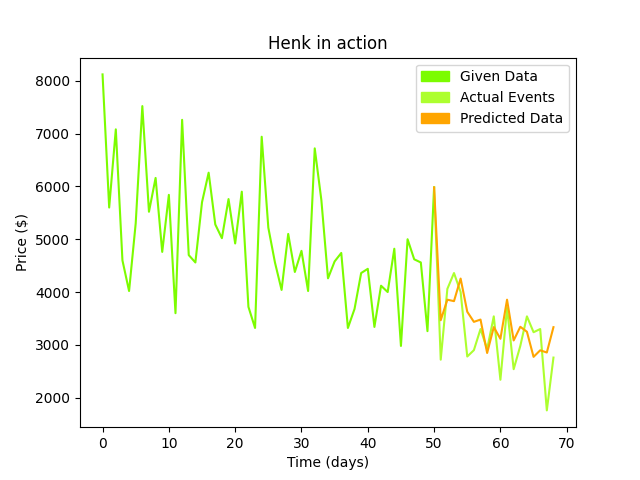 Henk in action
Given Data
Actual Events
Predicted Data
Price ($)
8000
7000
6000
5000
4000
3000
2000
0 10 20 30 40 50 60 70
Time (days)